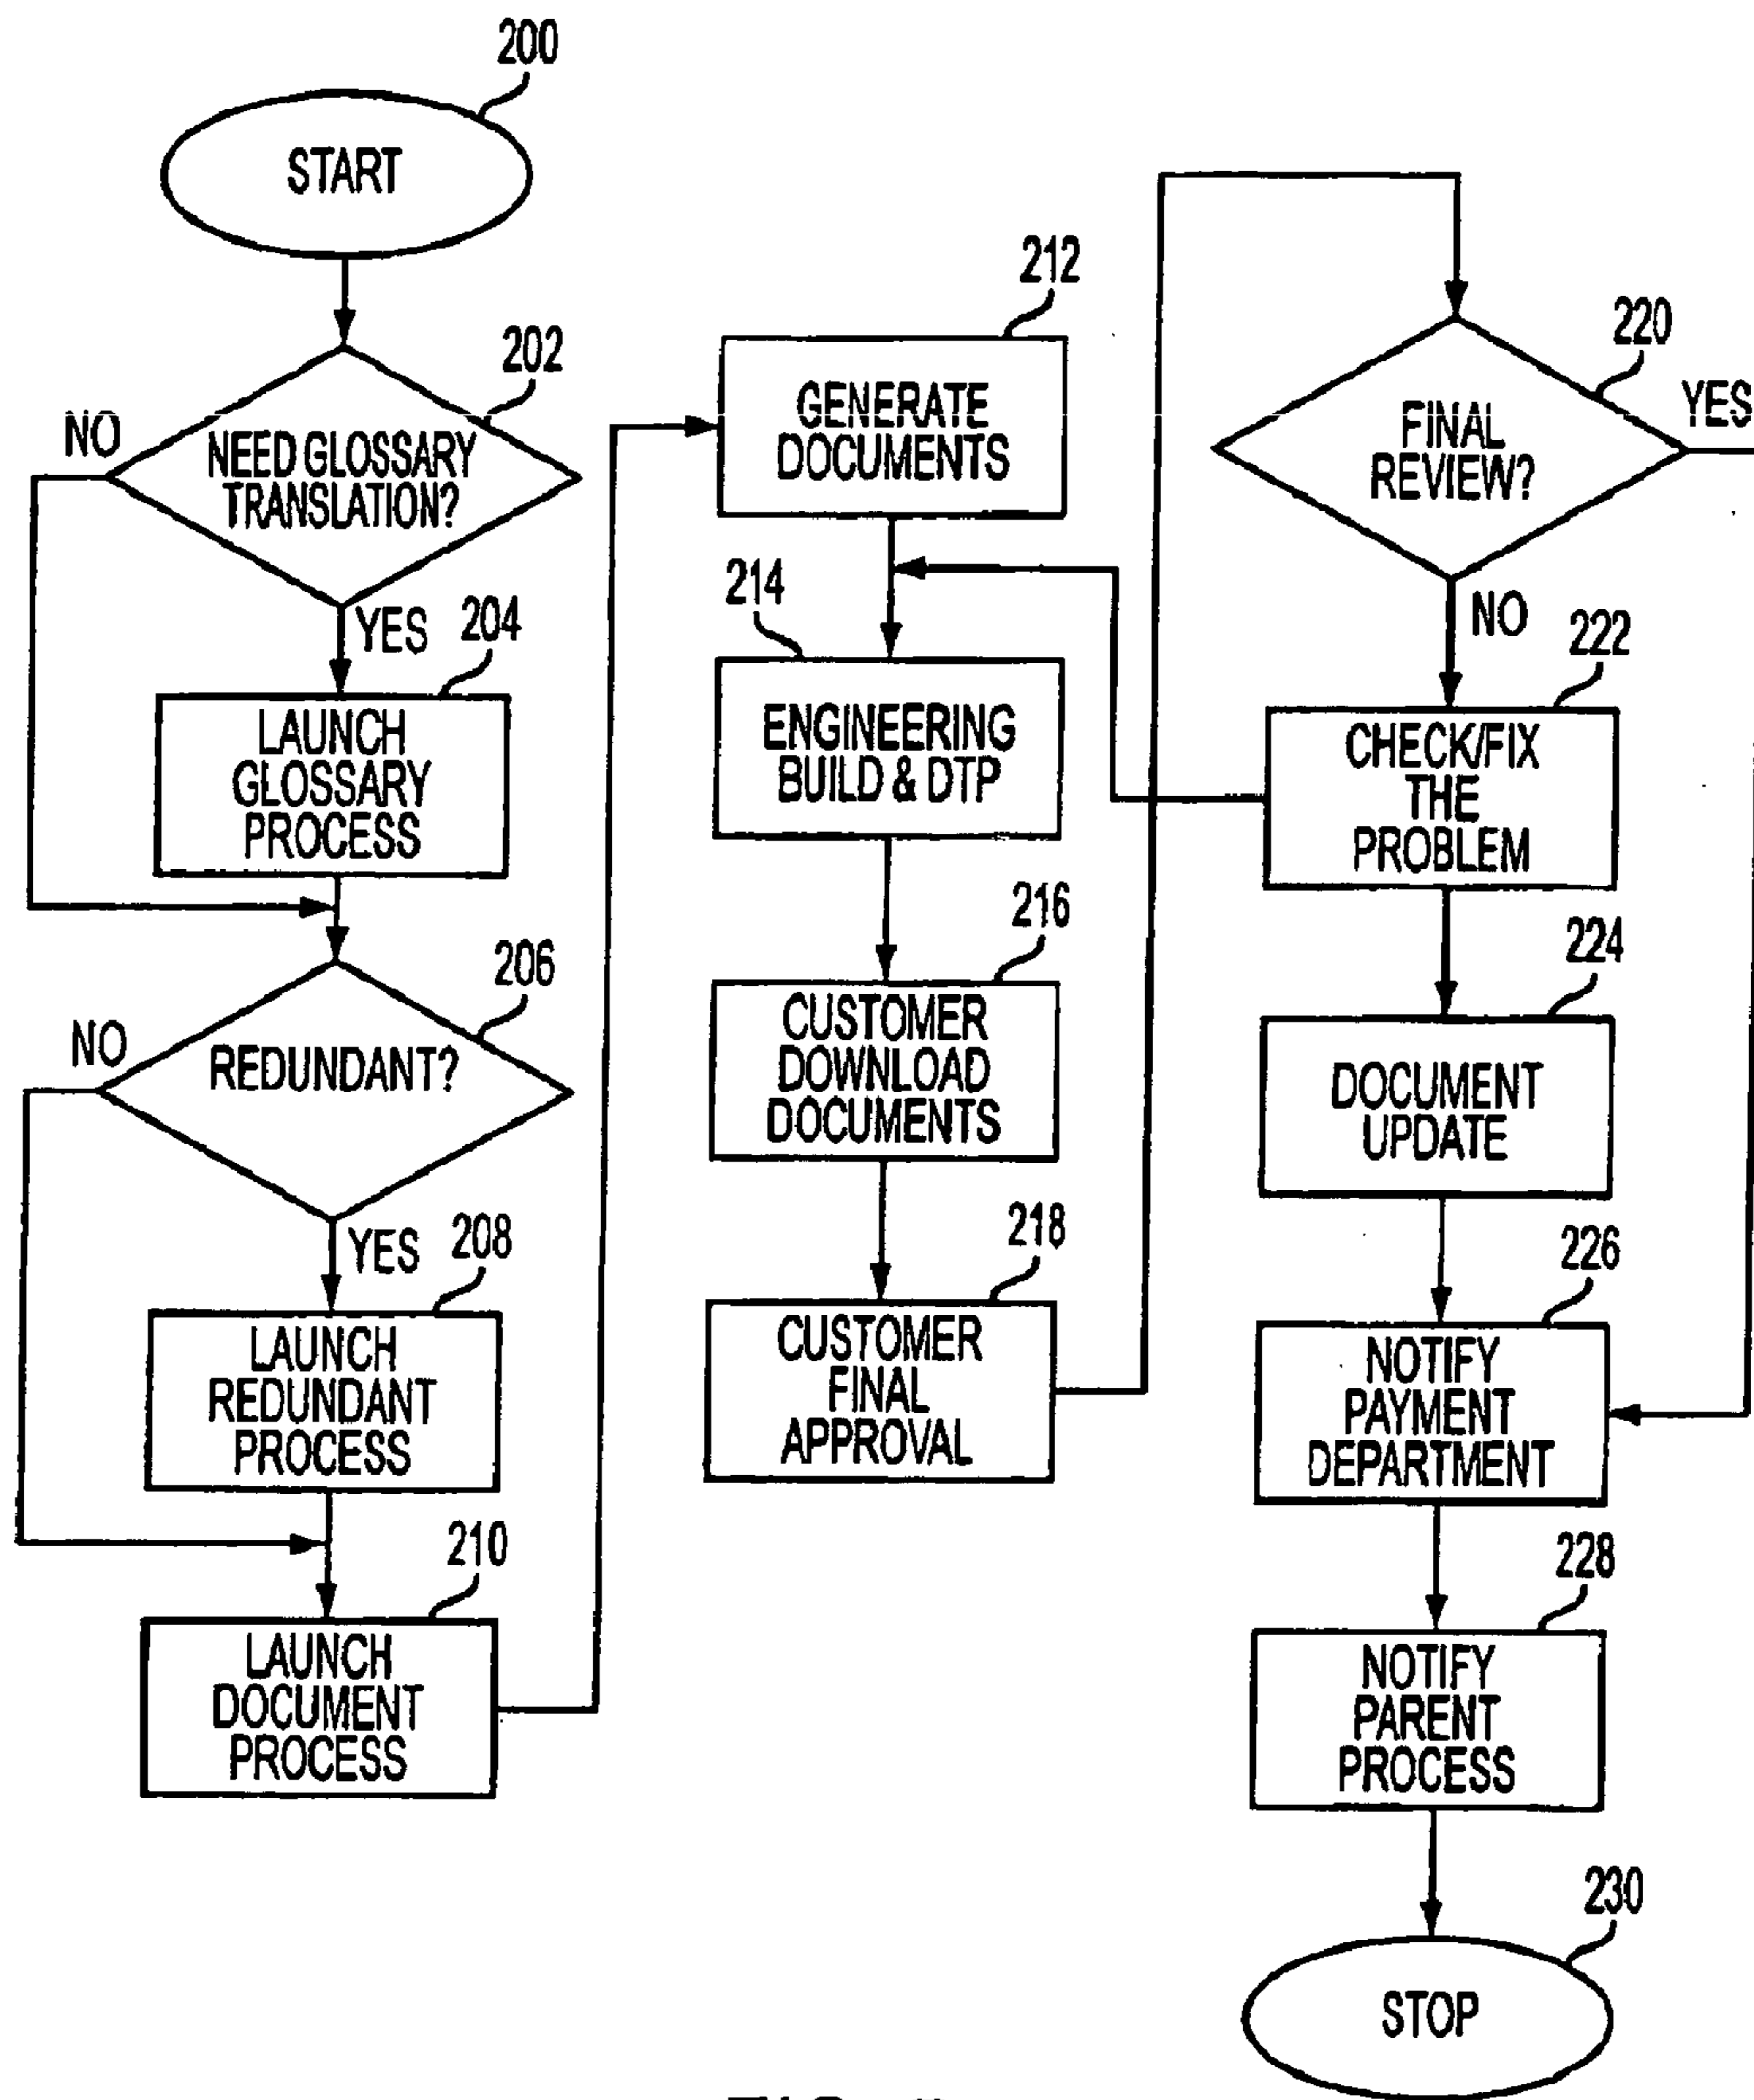 200
START
202
NO
NEED GLOSSARY
TRANSLATION?
YES
204
LAUNCH
GLOSSARY
PROCESS
206
NO
REDUNDANT?
YES
208
LAUNCH
REDUNDANT
PROCESS
210
LAUNCH
DOCUMENT
PROCESS
212
GENERATE
DOCUMENTS
214
ENGINEERING
BUILD & DTP
216
CUSTOMER
DOWNLOAD
DOCUMENTS
218
CUSTOMER
FINAL
APPROVAL
220
YES
FINAL
REVIEW?
NO
222
CHECK/FIX
THE
PROBLEM
224
DOCUMENT
UPDATE
226
NOTIFY
PAYMENT
DEPARTMENT
228
NOTIFY
PARENT
PROCESS
230
STOP